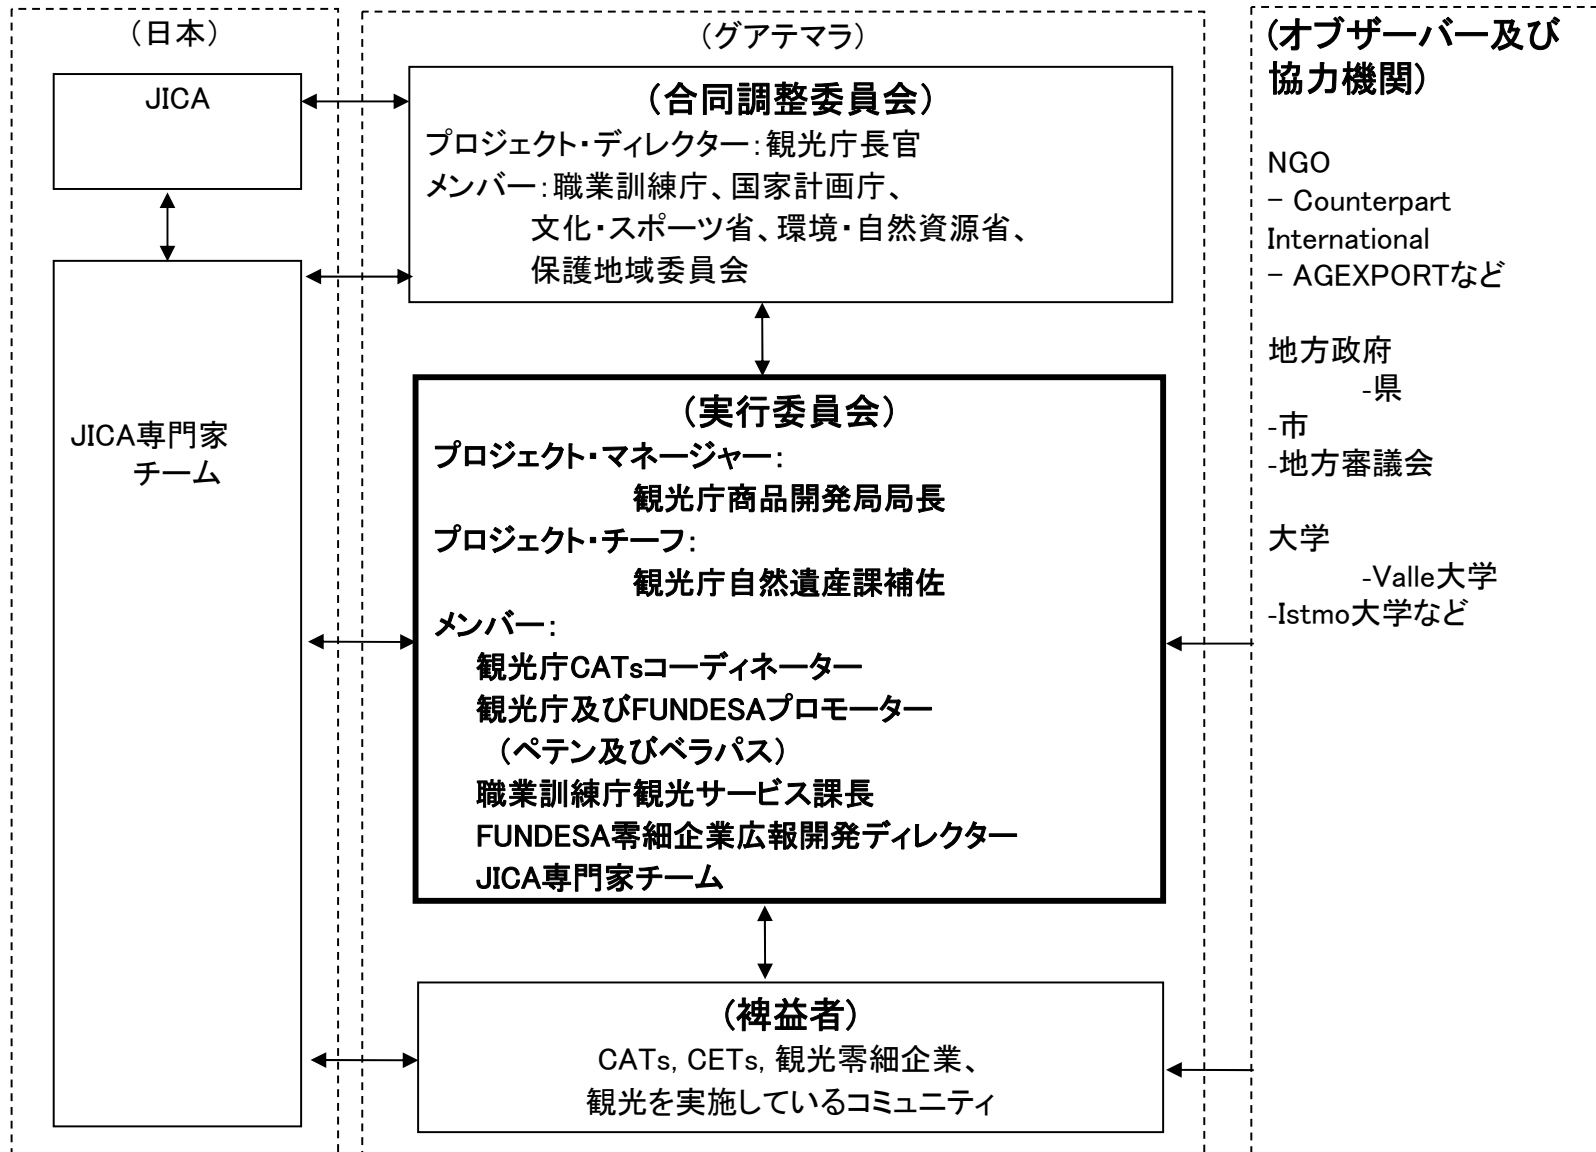 （日本）
JICA
JICA専門家
チーム
（グアテマラ）
（合同調整委員会）
プロジェクト・ディレクター：観光庁長官
メンバー：職業訓練庁、国家計画庁、
文化・スポーツ省、環境・自然資源省、
保護地域委員会
（実行委員会）
プロジェクト・マネージャー：
観光庁商品開発局局長
プロジェクト・チーフ：
観光庁自然遺産課補佐
メンバー：
観光庁CATsコーディネーター
観光庁及びFUNDESAプロモーター
（ペテン及びベラパス）
職業訓練庁観光サービス課長
FUNDESA零細企業広報開発ディレクター
JICA専門家チーム
（裨益者）
CATs, CETs, 観光零細企業、
観光を実施しているコミュニティ
（オブザーバー及び
協力機関）
NGO
− Counterpart
International
− AGEXPORTなど
地方政府
-県
-市
-地方審議会
大学
-Valle大学
-Istmo大学など